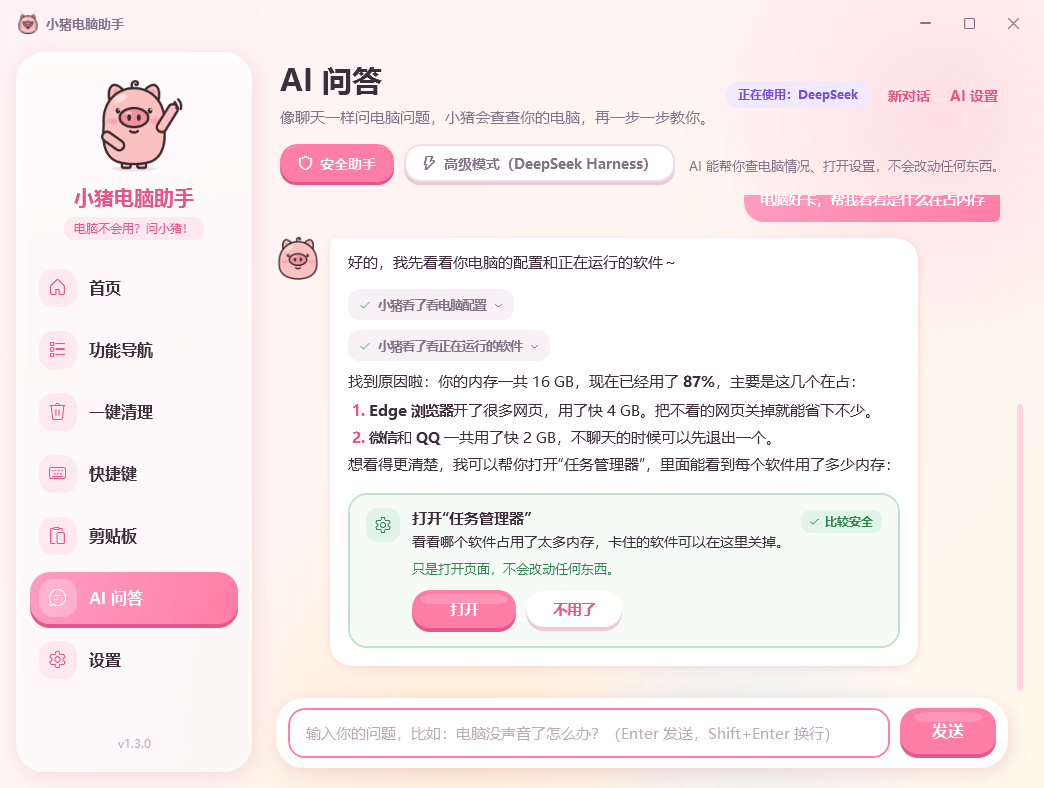 小猪电脑助手
小猪电脑助手
电脑不会用？问小猪！
首页
功能导航
一键清理
快捷键
剪贴板
AI 问答
设置
v1.3.0
AI 问答
像聊天一样问电脑问题，小猪会查查你的电脑，再一步一步教你。
正在使用：DeepSeek
新对话
AI 设置
安全助手
高级模式（DeepSeek Harness）
AI 能帮你查电脑情况、打开设置，不会改动任何东西。
电脑好卡，帮我看看是什么在占内存
好的，我先看看你电脑的配置和正在运行的软件～
小猪看了看电脑配置
小猪看了看正在运行的软件
找到原因啦：你的内存一共 16 GB，现在已经用了 87%，主要是这几个在占：
1. Edge 浏览器开了很多网页，用了快 4 GB。把不看的网页关掉就能省下不少。
2. 微信和 QQ 一共用了快 2 GB，不聊天的时候可以先退出一个。
想看得更清楚，我可以帮你打开“任务管理器”，里面能看到每个软件用了多少内存：
打开“任务管理器”
比较安全
看看哪个软件占用了太多内存，卡住的软件可以在这里关掉。
只是打开页面，不会改动任何东西。
打开
不用了
输入你的问题，比如：电脑没声音了怎么办？（Enter 发送，Shift+Enter 换行）
发送